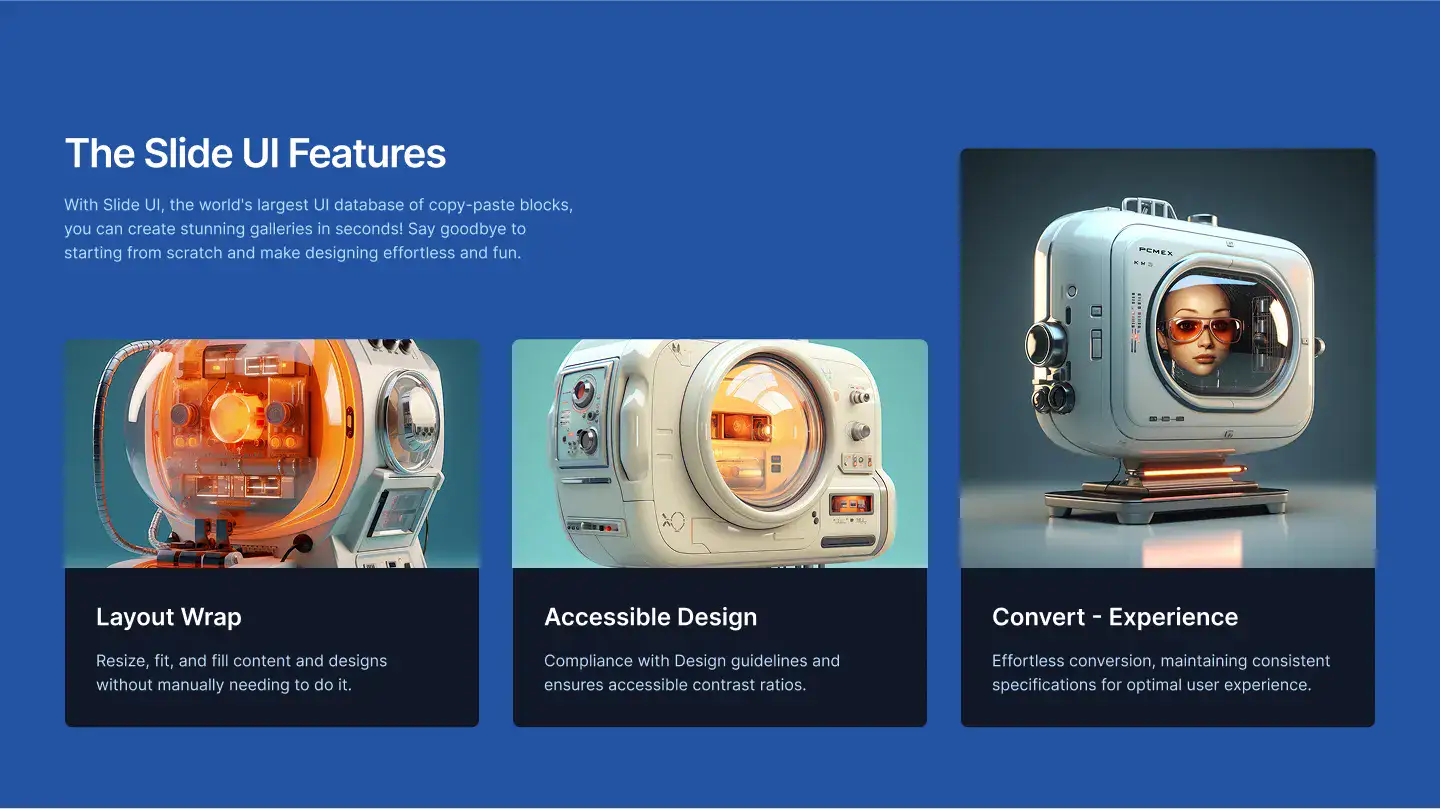 The Slide UI Features
With Slide UI, the world's largest UI database of copy-paste blocks,
you can create stunning galleries in seconds! Say goodbye to
starting from scratch and make designing effortless and fun.
PCMEX
Layout Wrap
Resize, fit, and fill content and designs
without manually needing to do it.
Accessible Design
Compliance with Design guidelines and
ensures accessible contrast ratios.
Convert - Experience
Effortless conversion, maintaining consistent
specifications for optimal user experience.